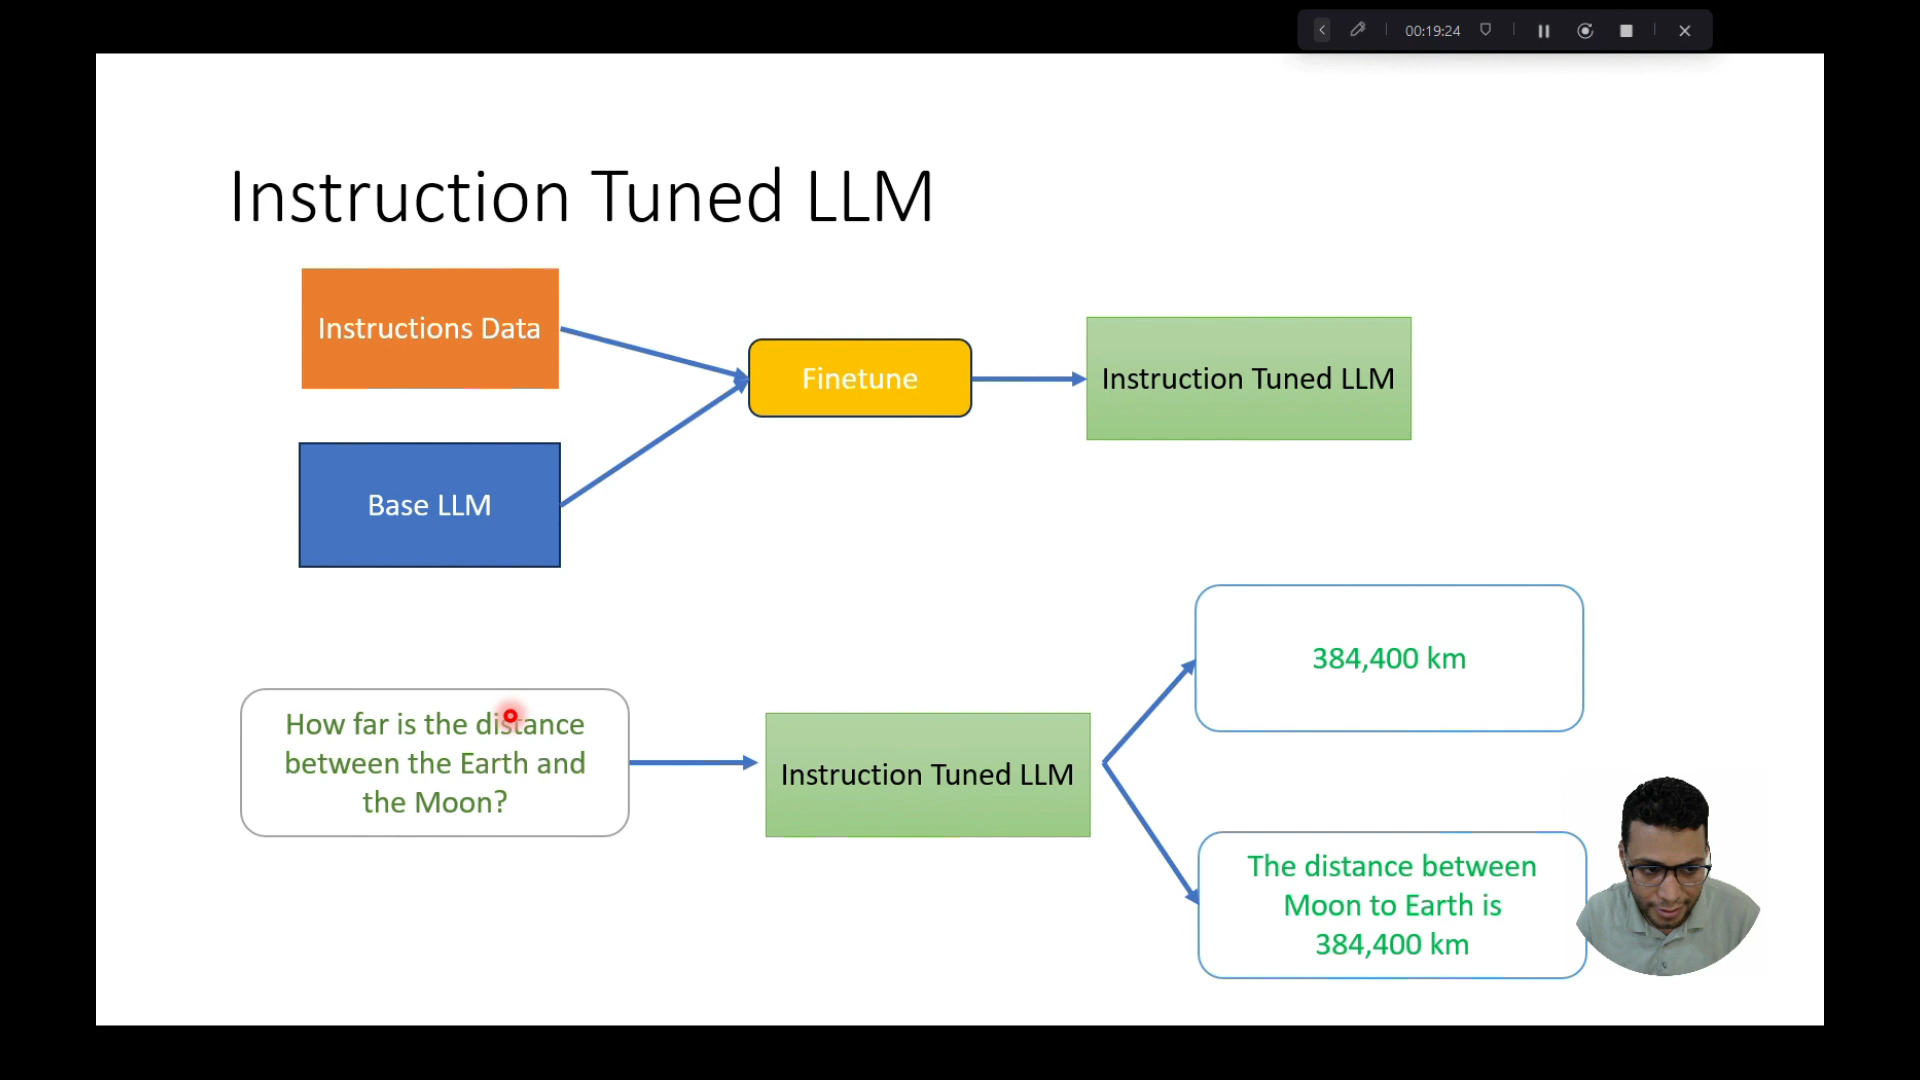 00:19:24
Instruction Tuned LLM
Instructions Data
Finetune
Instruction Tuned LLM
Base LLM
How far is the distance
between the Earth and
the Moon?
Instruction Tuned LLM
384,400 km
The distance between
Moon to Earth is
384,400 km